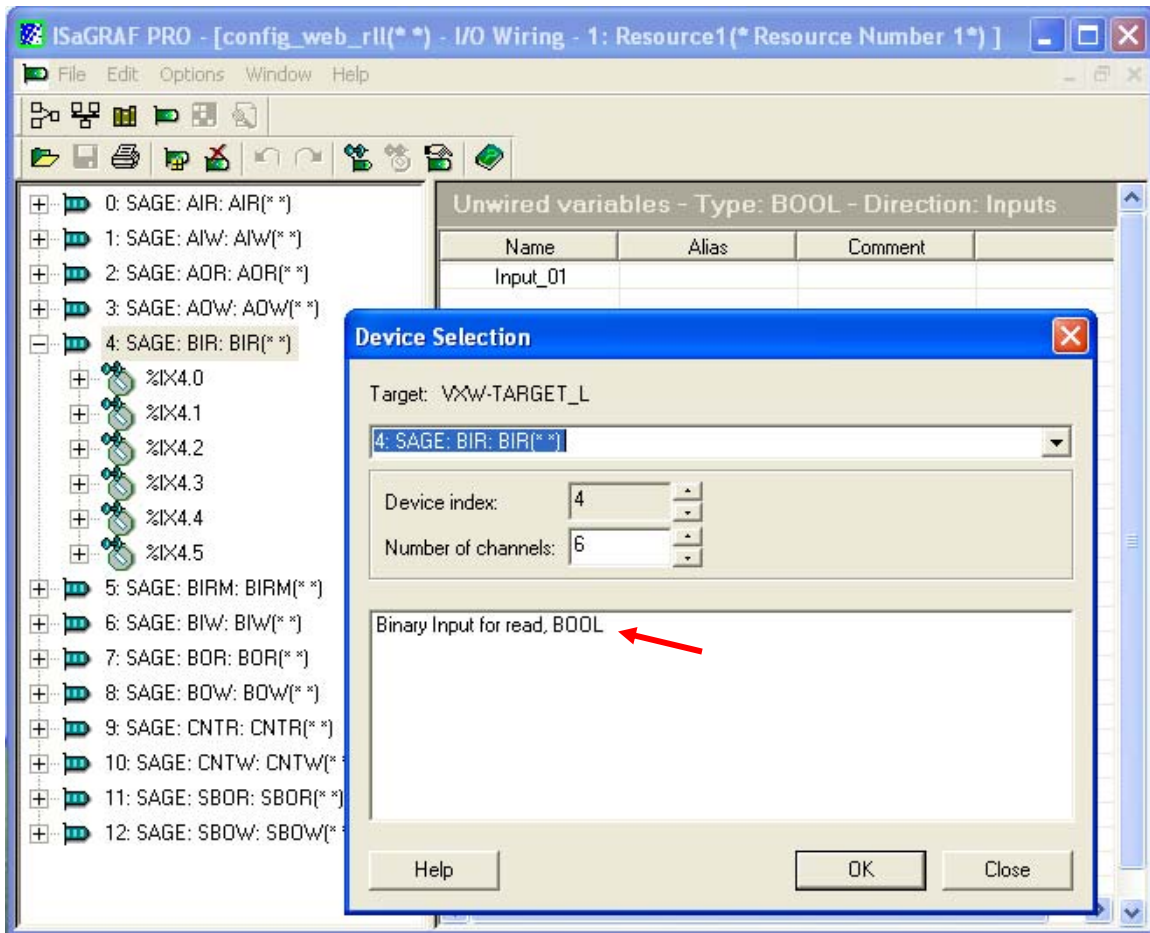 ISaGRAF PRO - [config_web_rll(* *) - I/O Wiring - 1: Resource1(* Resource Number 1*) ]
File Edit Options Window Help
0: SAGE: AIR: AIR(* *)
1: SAGE: AIW: AIW(* *)
2: SAGE: AOR: AOR(* *)
3: SAGE: AOW: AOW(* *)
4: SAGE: BIR: BIR(* *)
%IX4.0
%IX4.1
%IX4.2
%IX4.3
%IX4.4
%IX4.5
5: SAGE: BIRM: BIRM(* *)
6: SAGE: BIW: BIW(* *)
7: SAGE: BOR: BOR(* *)
8: SAGE: BOW: BOW(* *)
9: SAGE: CNTR: CNTR(* *)
10: SAGE: CNTW: CNTW(* *
11: SAGE: SBOR: SBOR(* *)
12: SAGE: SBOW: SBOW(* *
Unwired variables - Type: BOOL - Direction: Inputs
Name Alias Comment
Input_01
Device Selection
Target: VXW-TARGET_L
4: SAGE: BIR: BIR(* *)
Device index: 4
Number of channels: 6
Binary Input for read, BOOL
Help OK Close